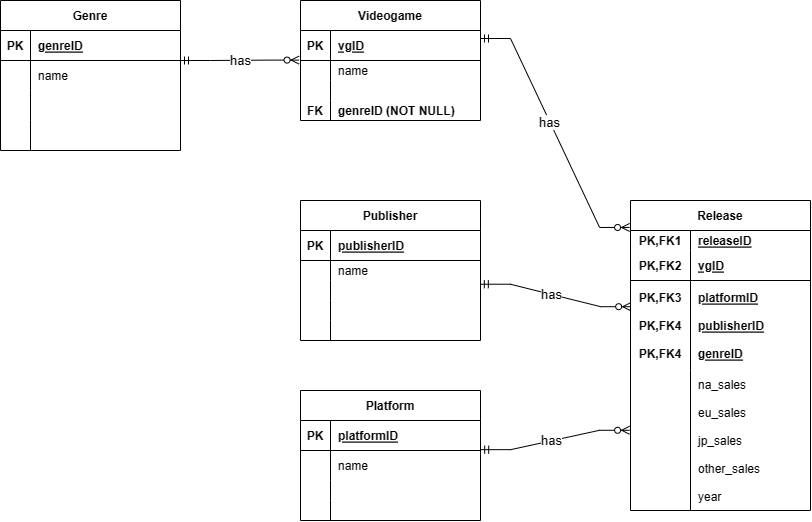 Genre
PK genreID
name
has
Videogame
PK vgID
name
FK genreID (NOT NULL)
has
Publisher
PK publisherID
name
has
Platform
PK platformID
name
has
Release
PK,FK1 releaseID
PK,FK2 vgID
PK,FK3 platformID
PK,FK4 publisherID
PK,FK4 genreID
na_sales
eu_sales
jp_sales
other_sales
year